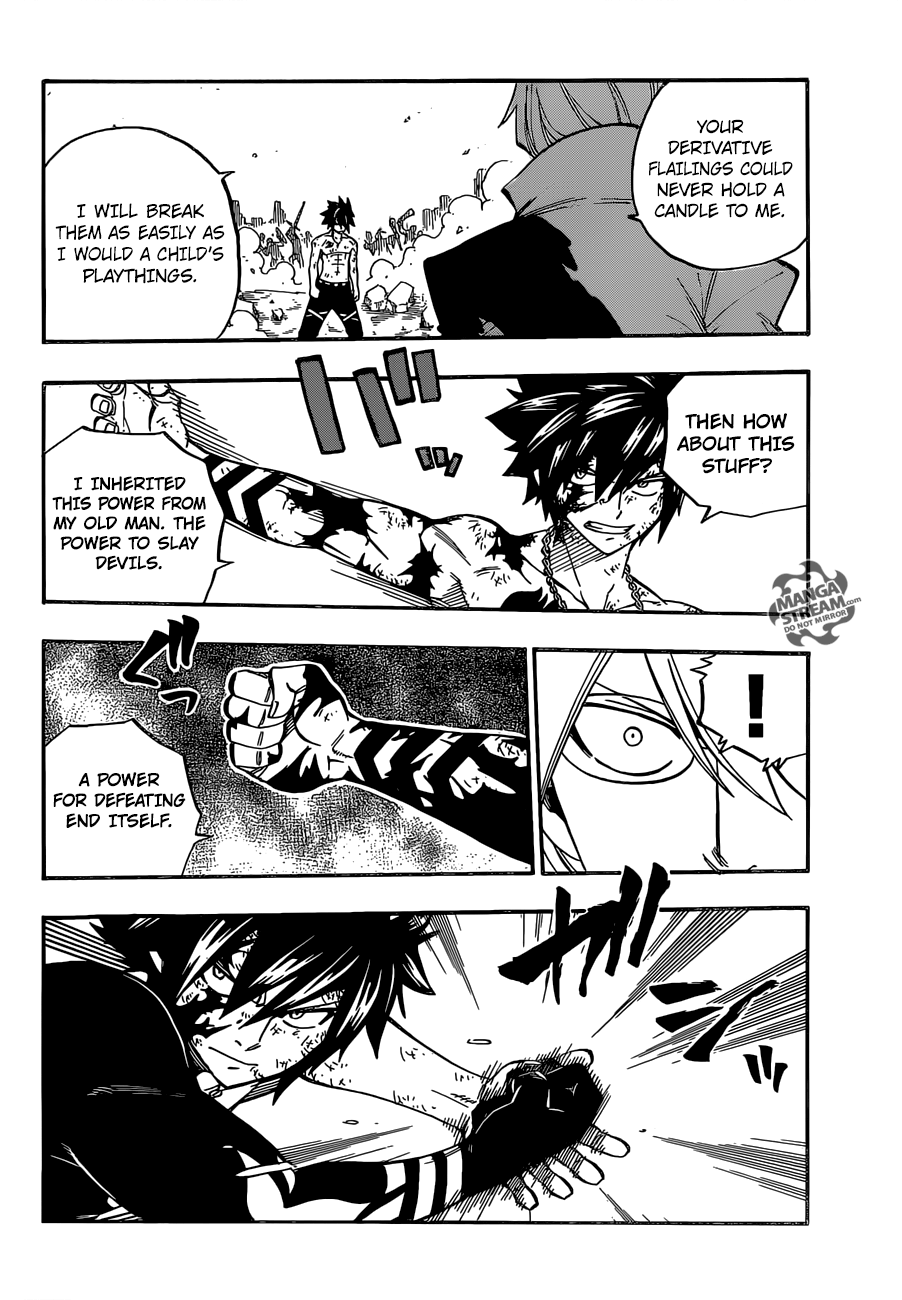 YOUR
DERIVATIVE
FLAILINGS COULD
NEVER HOLD A
CANDLE TO ME.
I WILL BREAK
THEM AS EASILY AS
I WOULD A CHILD'S
PLAYTHINGS.
THEN HOW
ABOUT THIS
STUFF?
I INHERITED
THIS POWER FROM
MY OLD MAN. THE
POWER TO SLAY
DEVILS.
MANGA
STREAM.com
DO NOT MIRROR
!
A POWER
FOR DEFEATING
END ITSELF.